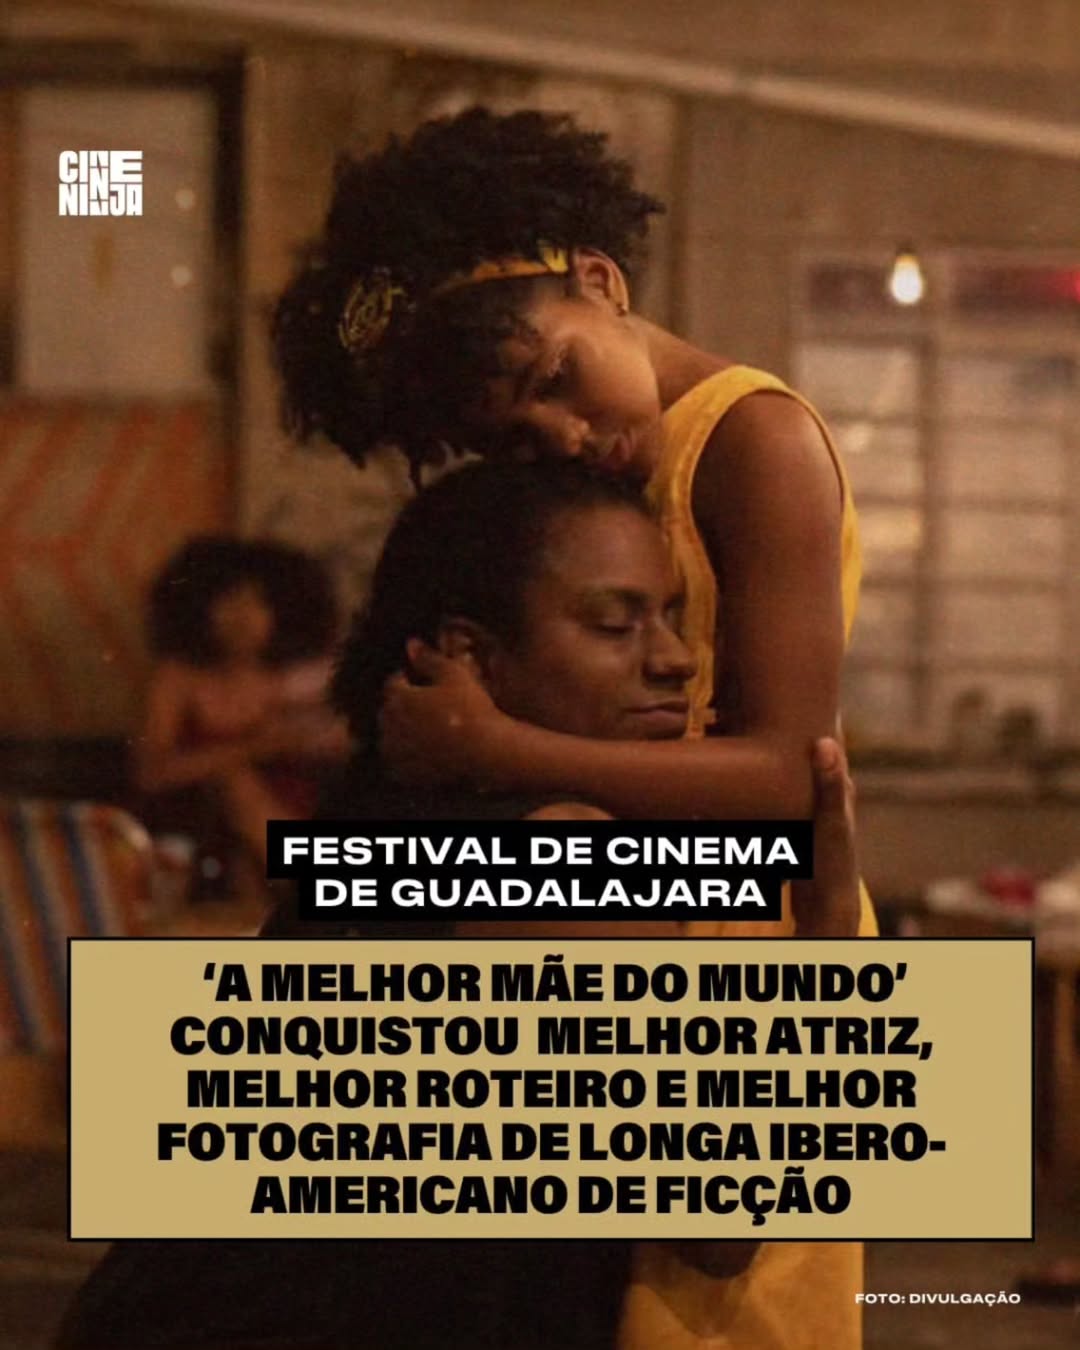 CINE
NINJA
FESTIVAL DE CINEMA
DE GUADALAJARA
‘A MELHOR MÃE DO MUNDO’
CONQUISTOU MELHOR ATRIZ,
MELHOR ROTEIRO E MELHOR
FOTOGRAFIA DE LONGA IBERO-
AMERICANO DE FICÇÃO
FOTO: DIVULGAÇÃO